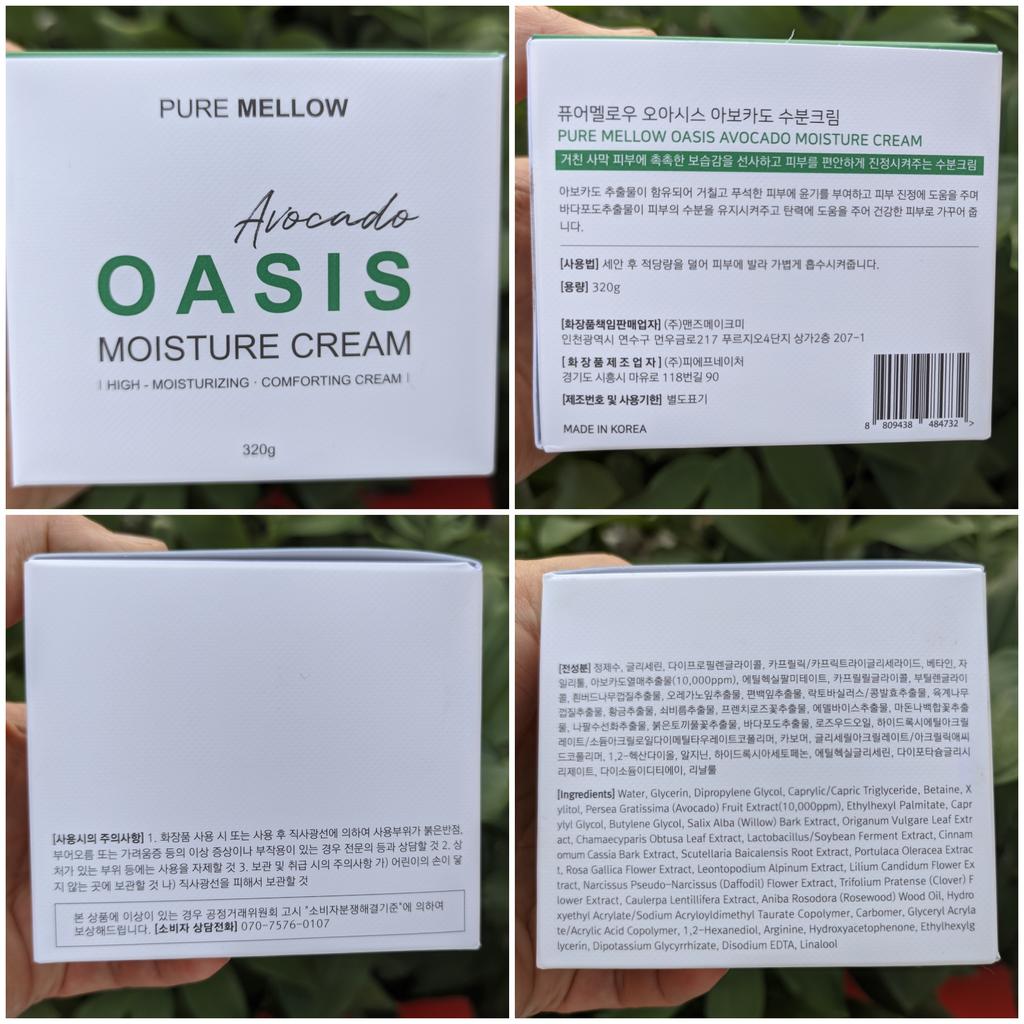 PURE MELLOW
Avocado
OASIS
MOISTURE CREAM
| HIGH - MOISTURIZING · COMFORTING CREAM |
320g
퓨어멜로우 오아시스 아보카도 수분크림
PURE MELLOW OASIS AVOCADO MOISTURE CREAM
거친 사막 피부에 촉촉한 보습감을 선사하고 피부를 편안하게 진정시켜주는 수분크림
아보카도 추출물이 함유되어 거칠고 푸석한 피부에 윤기를 부여하고 피부 진정에 도움을 주며
바다포도추출물이 피부의 수분을 유지시켜주고 탄력에 도움을 주어 건강한 피부로 가꾸어 줍
니다.
[사용법] 세안 후 적당량을 덜어 피부에 발라 가볍게 흡수시켜줍니다.
[용량] 320g
[화장품책임판매업자] (주)맨즈메이크미
인천광역시 연수구 먼우금로217 푸르지오4단지 상가2층 207-1
[화장품제조업자] (주)피에프네이처
경기도 시흥시 마유로 118번길 90
[제조번호 및 사용기한] 별도표기
MADE IN KOREA
8 809438 484732 >
[사용시의 주의사항] 1. 화장품 사용 시 또는 사용 후 직사광선에 의하여 사용부위가 붉은반점,
부어오름 또는 가려움증 등의 이상 증상이나 부작용이 있는 경우 전문의 등과 상담할 것 2. 상
처가 있는 부위 등에는 사용을 자제할 것 3. 보관 및 취급 시의 주의사항 가) 어린이의 손이 닿
지 않는 곳에 보관할 것 나) 직사광선을 피해서 보관할 것
본 상품에 이상이 있는 경우 공정거래위원회 고시 "소비자분쟁해결기준"에 의하여
보상해드립니다. [소비자 상담전화] 070-7576-0107
[전성분] 정제수, 글리세린, 다이프로필렌글라이콜, 카프릴릭/카프릭트라이글리세라이드, 베타인, 자
일리톨, 아보카도열매추출물(10,000ppm), 에틸헥실팔미테이트, 카프릴릴글라이콜, 부틸렌글라이
콜, 흰버드나무껍질추출물, 오레가노잎추출물, 편백잎추출물, 락토바실러스/콩발효추출물, 육계나무
껍질추출물, 황금추출물, 쇠비름추출물, 프렌치로즈꽃추출물, 에델바이스추출물, 마돈나백합꽃추출
물, 나팔수선화추출물, 붉은토끼풀꽃추출물, 바다포도추출물, 로즈우드오일, 하이드록시에틸아크릴
레이트/소듐아크릴로일다이메틸타우레이트코폴리머, 카보머, 글리세릴아크릴레이트/아크릴릭애씨
드코폴리머, 1,2-헥산다이올, 알지닌, 하이드록시아세토페논, 에틸헥실글리세린, 다이포타슘글리시
리제이트, 다이소듐이디티에이, 리날룰
[Ingredients] Water, Glycerin, Dipropylene Glycol, Caprylic/Capric Triglyceride, Betaine, X
ylitol, Persea Gratissima (Avocado) Fruit Extract(10,000ppm), Ethylhexyl Palmitate, Capr
ylyl Glycol, Butylene Glycol, Salix Alba (Willow) Bark Extract, Origanum Vulgare Leaf Extr
act, Chamaecyparis Obtusa Leaf Extract, Lactobacillus/Soybean Ferment Extract, Cinnam
omum Cassia Bark Extract, Scutellaria Baicalensis Root Extract, Portulaca Oleracea Extrac
t, Rosa Gallica Flower Extract, Leontopodium Alpinum Extract, Lilium Candidum Flower Ex
tract, Narcissus Pseudo-Narcissus (Daffodil) Flower Extract, Trifolium Pratense (Clover) F
lower Extract, Caulerpa Lentillifera Extract, Aniba Rosodora (Rosewood) Wood Oil, Hydro
xyethyl Acrylate/Sodium Acryloyldimethyl Taurate Copolymer, Carbomer, Glyceryl Acryla
te/Acrylic Acid Copolymer, 1,2-Hexanediol, Arginine, Hydroxyacetophenone, Ethylhexylg
lycerin, Dipotassium Glycyrrhizate, Disodium EDTA, Linalool